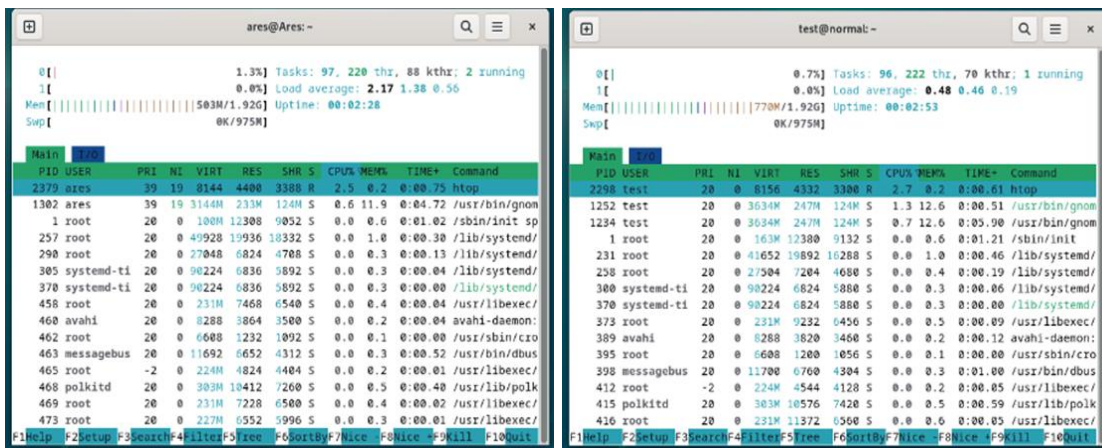 ares@Ares: ~
0[| 1.3%] Tasks: 97, 220 thr, 88 kthr; 2 running
1[ 0.0%] Load average: 2.17 1.38 0.56
Mem[||||||||||||||||||||||503M/1.92G] Uptime: 00:02:28
Swp[ 0K/975M]
Main I/O
PID USER PRI NI VIRT RES SHR S CPU% MEM% TIME+ Command
2379 ares 39 19 8144 4400 3388 R 2.5 0.2 0:00.75 htop
1302 ares 39 19 3144M 233M 124M S 0.6 11.9 0:04.72 /usr/bin/gnom
1 root 20 0 100M 12308 9052 S 0.0 0.6 0:01.02 /sbin/init sp
257 root 20 0 49928 19936 18332 S 0.0 1.0 0:00.30 /lib/systemd/
290 root 20 0 27048 6824 4708 S 0.0 0.3 0:00.13 /lib/systemd/
305 systemd-ti 20 0 90224 6836 5892 S 0.0 0.3 0:00.04 /lib/systemd/
370 systemd-ti 20 0 90224 6836 5892 S 0.0 0.3 0:00.00 /lib/systemd/
458 root 20 0 231M 7468 6540 S 0.0 0.4 0:00.04 /usr/libexec/
460 avahi 20 0 8288 3864 3500 S 0.0 0.2 0:00.04 avahi-daemon:
462 root 20 0 6608 1232 1092 S 0.0 0.1 0:00.00 /usr/sbin/cro
463 messagebus 20 0 11692 6652 4312 S 0.0 0.3 0:00.52 /usr/bin/dbus
465 root -2 0 224M 4824 4404 S 0.0 0.2 0:00.01 /usr/libexec/
468 polkitd 20 0 303M 10412 7260 S 0.0 0.5 0:00.40 /usr/lib/polk
469 root 20 0 231M 7228 6500 S 0.0 0.4 0:00.02 /usr/libexec/
473 root 20 0 227M 6552 5996 S 0.0 0.3 0:00.01 /usr/libexec/
F1Help F2Setup F3SearchF4FilterF5Tree F6SortByF7Nice -F8Nice +F9Kill F10Quit
test@normal: ~
0[| 0.7%] Tasks: 96, 222 thr, 70 kthr; 1 running
1[ 0.0%] Load average: 0.48 0.46 0.19
Mem[||||||||||||||||||||||770M/1.92G] Uptime: 00:02:53
Swp[ 0K/975M]
Main I/O
PID USER PRI NI VIRT RES SHR S CPU% MEM% TIME+ Command
2298 test 20 0 8156 4332 3300 R 2.7 0.2 0:00.61 htop
1252 test 20 0 3634M 247M 124M S 1.3 12.6 0:00.51 /usr/bin/gnom
1234 test 20 0 3634M 247M 124M S 0.7 12.6 0:05.90 /usr/bin/gnom
1 root 20 0 163M 12380 9132 S 0.0 0.6 0:01.21 /sbin/init
231 root 20 0 41652 19892 16288 S 0.0 1.0 0:00.46 /lib/systemd/
258 root 20 0 27504 7204 4680 S 0.0 0.4 0:00.19 /lib/systemd/
300 systemd-ti 20 0 90224 6824 5880 S 0.0 0.3 0:00.06 /lib/systemd/
370 systemd-ti 20 0 90224 6824 5880 S 0.0 0.3 0:00.00 /lib/systemd/
373 root 20 0 231M 9232 6456 S 0.0 0.5 0:00.09 /usr/libexec/
389 avahi 20 0 8288 3820 3460 S 0.0 0.2 0:00.12 avahi-daemon:
395 root 20 0 6608 1200 1056 S 0.0 0.1 0:00.00 /usr/sbin/cro
398 messagebus 20 0 11700 6760 4304 S 0.0 0.3 0:01.00 /usr/bin/dbus
412 root -2 0 224M 4544 4128 S 0.0 0.2 0:00.05 /usr/libexec/
415 polkitd 20 0 303M 10576 7420 S 0.0 0.5 0:00.59 /usr/lib/polk
416 root 20 0 231M 11372 6560 S 0.0 0.6 0:00.05 /usr/libexec/
F1Help F2Setup F3SearchF4FilterF5Tree F6SortByF7Nice -F8Nice +F9Kill F10Quit